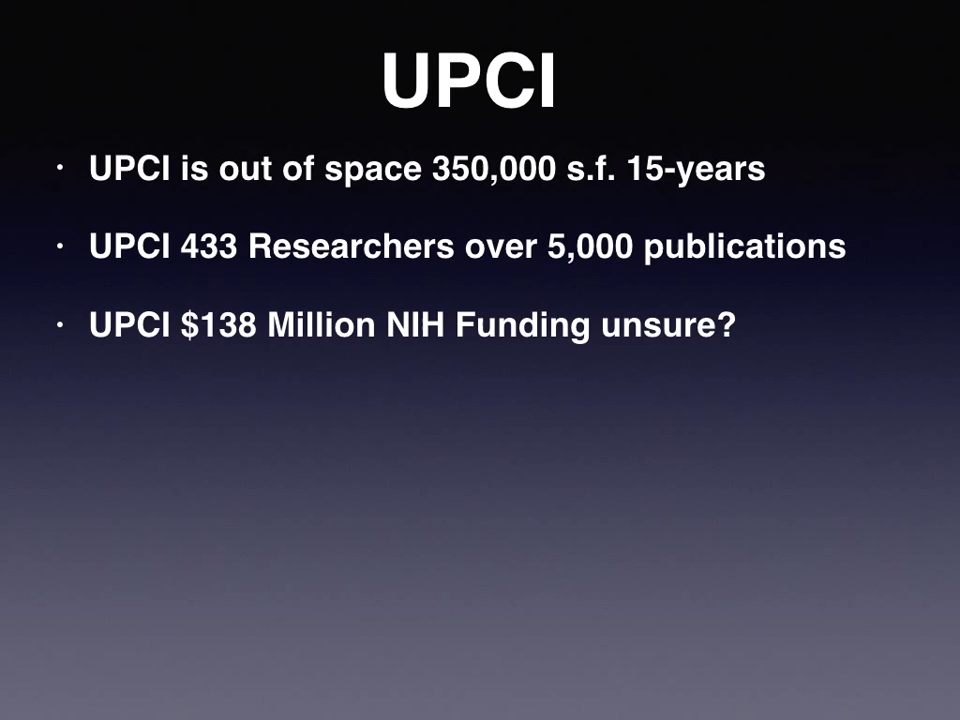 UPCI
• UPCI is out of space 350,000 s.f. 15-years
• UPCI 433 Researchers over 5,000 publications
• UPCI $138 Million NIH Funding unsure?